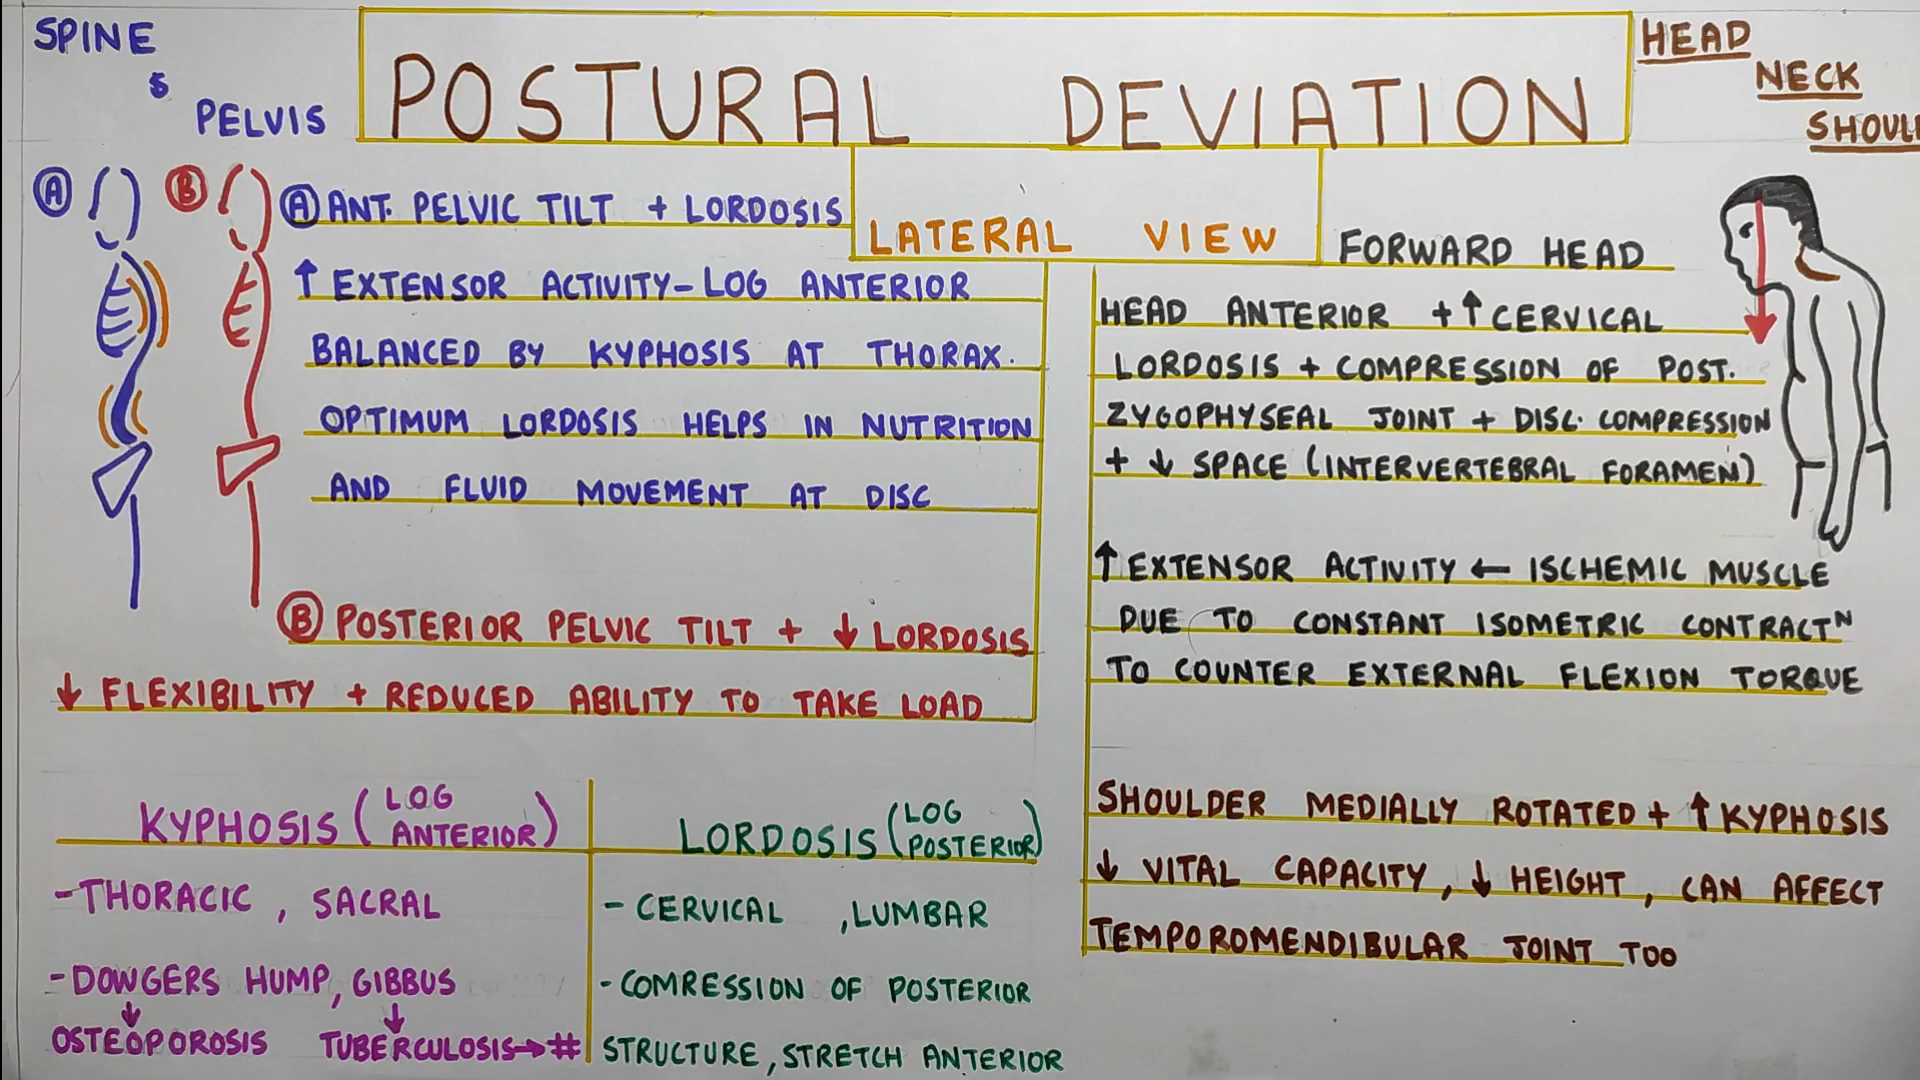 SPINE
&
PELVIS
POSTURAL DEVIATION
HEAD
NECK
LATERAL VIEW
A
B
A ANT. PELVIC TILT + LORDOSIS
↑ EXTENSOR ACTIVITY - LOG ANTERIOR
BALANCED BY KYPHOSIS AT THORAX.
OPTIMUM LORDOSIS HELPS IN NUTRITION
AND FLUID MOVEMENT AT DISC
B POSTERIOR PELVIC TILT + ↓ LORDOSIS
↓ FLEXIBILITY + REDUCED ABILITY TO TAKE LOAD
KYPHOSIS (LOG ANTERIOR)
- THORACIC, SACRAL
- DOWGERS HUMP, GIBBUS
↓ ↓
OSTEOPOROSIS TUBERCULOSIS → #
LORDOSIS (LOG POSTERIOR)
- CERVICAL, LUMBAR
- COMRESSION OF POSTERIOR
STRUCTURE, STRETCH ANTERIOR
FORWARD HEAD
HEAD ANTERIOR + ↑ CERVICAL
LORDOSIS + COMPRESSION OF POST.
ZYGOPHYSEAL JOINT + DISC. COMPRESSION
+ ↓ SPACE (INTERVERTEBRAL FORAMEN)
↑ EXTENSOR ACTIVITY ← ISCHEMIC MUSCLE
DUE TO CONSTANT ISOMETRIC CONTRACTᴺ
TO COUNTER EXTERNAL FLEXION TORQUE
SHOULDER MEDIALLY ROTATED + ↑ KYPHOSIS
↓ VITAL CAPACITY, ↓ HEIGHT, CAN AFFECT
TEMPOROMENDIBULAR JOINT TOO